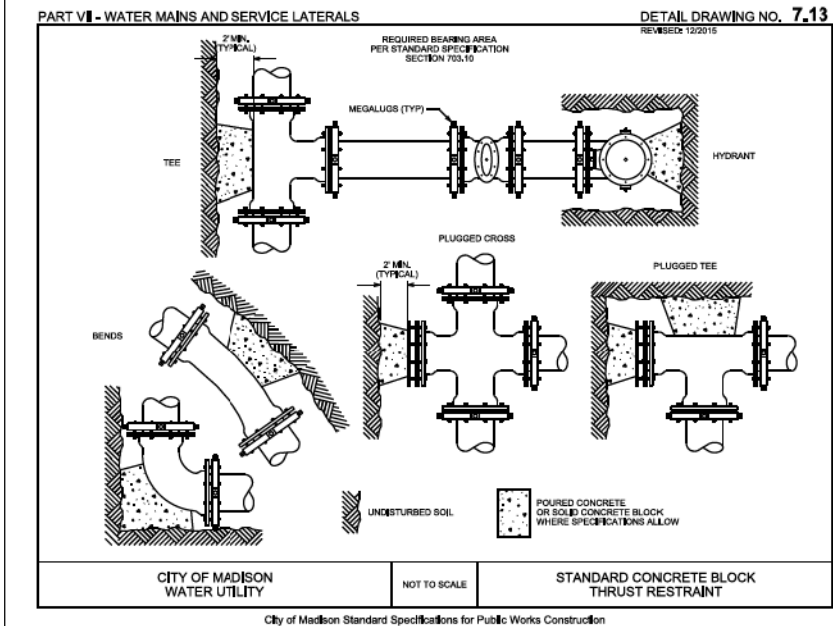 PART VII - WATER MAINS AND SERVICE LATERALS
DETAIL DRAWING NO. 7.13
REVISED: 12/2015
2' MIN.
(TYPICAL)
REQUIRED BEARING AREA
PER STANDARD SPECIFICATION
SECTION 703.10
MEGALUGS (TYP)
TEE
HYDRANT
PLUGGED CROSS
2' MIN.
(TYPICAL)
PLUGGED TEE
BENDS
UNDISTURBED SOIL
POURED CONCRETE
OR SOLID CONCRETE BLOCK
WHERE SPECIFICATIONS ALLOW
CITY OF MADISON
WATER UTILITY
NOT TO SCALE
STANDARD CONCRETE BLOCK
THRUST RESTRAINT
City of Madison Standard Specifications for Public Works Construction